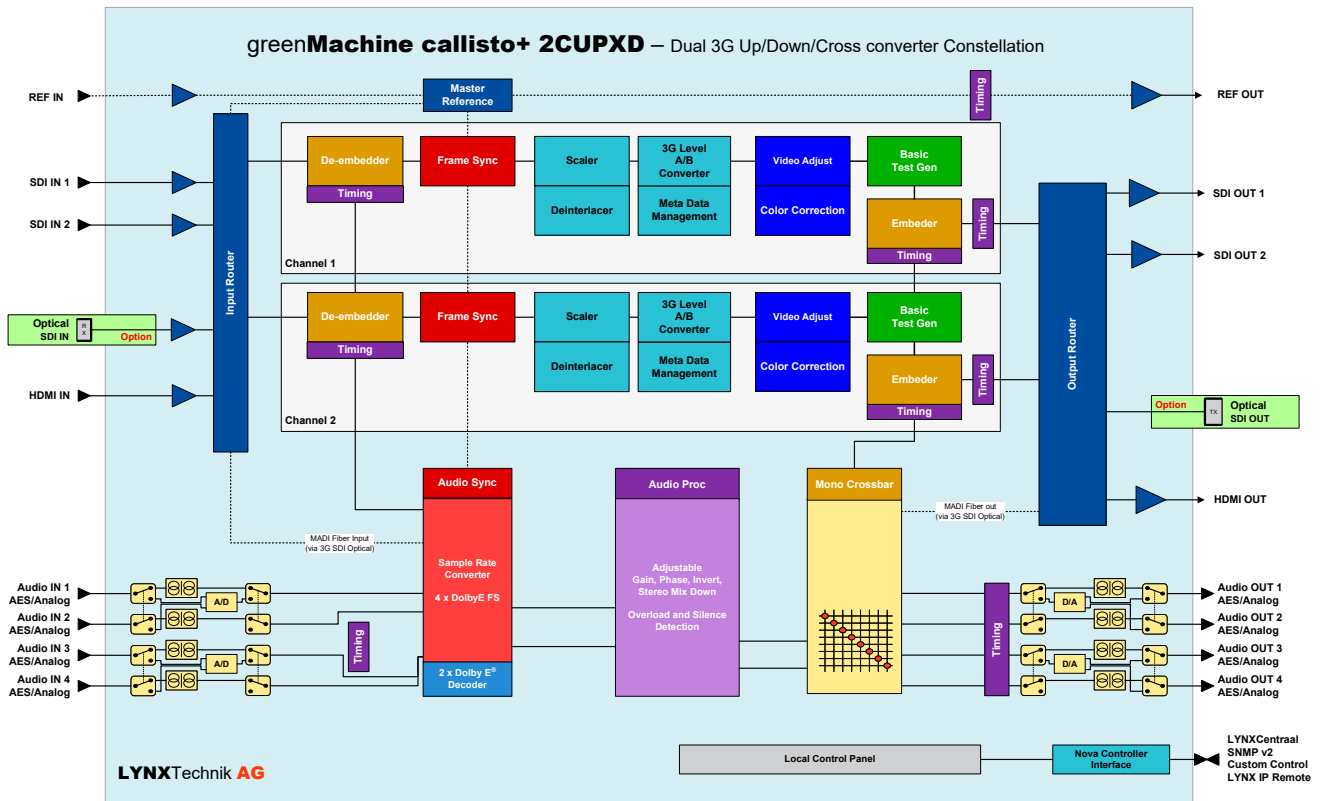 greenMachine callisto+ 2CUPXD – Dual 3G Up/Down/Cross converter Constellation
REF IN
Master
Reference
Timing
REF OUT
SDI IN 1
SDI IN 2
Optical
SDI IN
R
X
Option
HDMI IN
Input Router
De-embedder
Timing
Frame Sync
Scaler
Deinterlacer
3G Level
A/B
Converter
Meta Data
Management
Video Adjust
Color Correction
Basic
Test Gen
Embeder
Timing
Timing
Channel 1
De-embedder
Timing
Frame Sync
Scaler
Deinterlacer
3G Level
A/B
Converter
Meta Data
Management
Video Adjust
Color Correction
Basic
Test Gen
Embeder
Timing
Timing
Channel 2
Output Router
SDI OUT 1
SDI OUT 2
Option
TX
Optical
SDI OUT
HDMI OUT
MADI Fiber Input
(via 3G SDI Optical)
Audio Sync
Sample Rate
Converter
4 x DolbyE FS
2 x Dolby E®
Decoder
Audio Proc
Adjustable
Gain, Phase, Invert,
Stereo Mix Down
Overload and Silence
Detection
Mono Crossbar
MADI Fiber out
(via 3G SDI Optical)
Audio IN 1
AES/Analog
Audio IN 2
AES/Analog
Audio IN 3
AES/Analog
Audio IN 4
AES/Analog
A/D
A/D
Timing
Timing
D/A
D/A
Audio OUT 1
AES/Analog
Audio OUT 2
AES/Analog
Audio OUT 3
AES/Analog
Audio OUT 4
AES/Analog
LYNXTechnik AG
Local Control Panel
Nova Controller
Interface
LYNXCentraal
SNMP v2
Custom Control
LYNX IP Remote